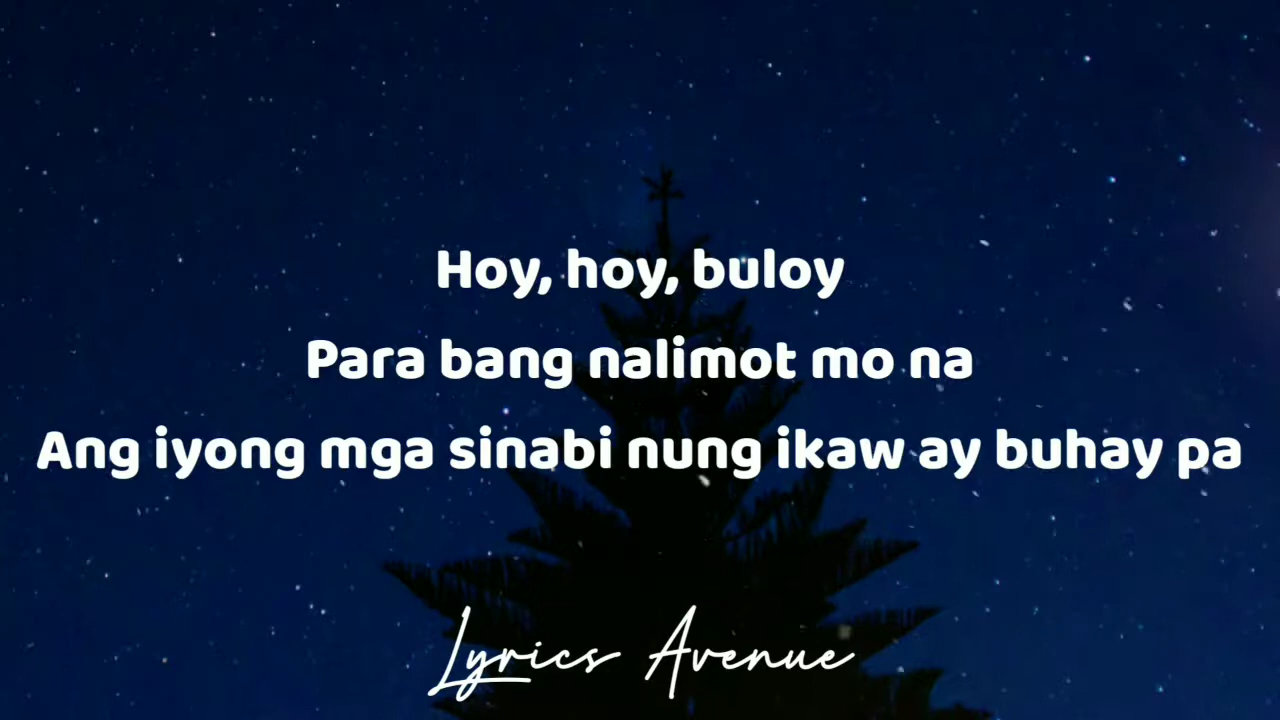 Hoy, hoy, buloy
Para bang nalimot mo na
Ang iyong mga sinabi nung ikaw ay buhay pa
Lyrics Avenue